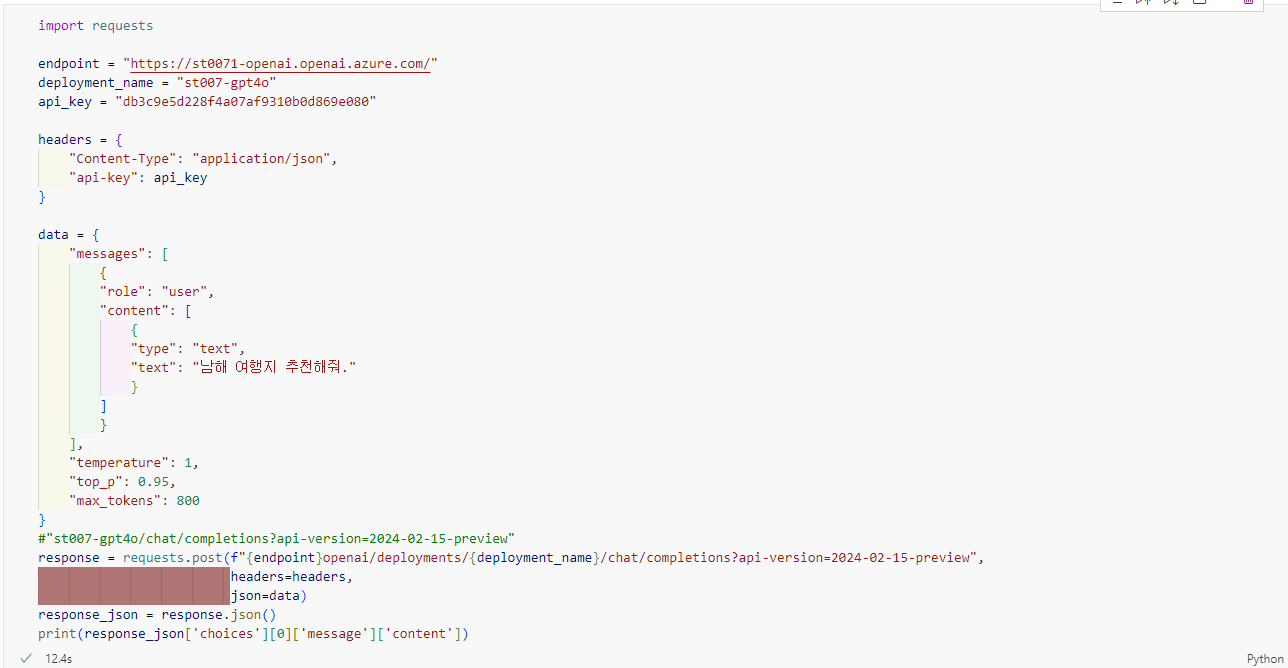 import requests
endpoint = "https://st0071-openai.openai.azure.com/"
deployment_name = "st007-gpt4o"
api_key = "db3c9e5d228f4a07af9310b0d869e080"
headers = {
"Content-Type": "application/json",
"api-key": api_key
}
data = {
"messages": [
{
"role": "user",
"content": [
{
"type": "text",
"text": "남해 여행지 추천해줘."
}
]
}
],
"temperature": 1,
"top_p": 0.95,
"max_tokens": 800
}
#"st007-gpt4o/chat/completions?api-version=2024-02-15-preview"
response = requests.post(f"{endpoint}openai/deployments/{deployment_name}/chat/completions?api-version=2024-02-15-preview",
headers=headers,
json=data)
response_json = response.json()
print(response_json['choices'][0]['message']['content'])
12.4s
Python